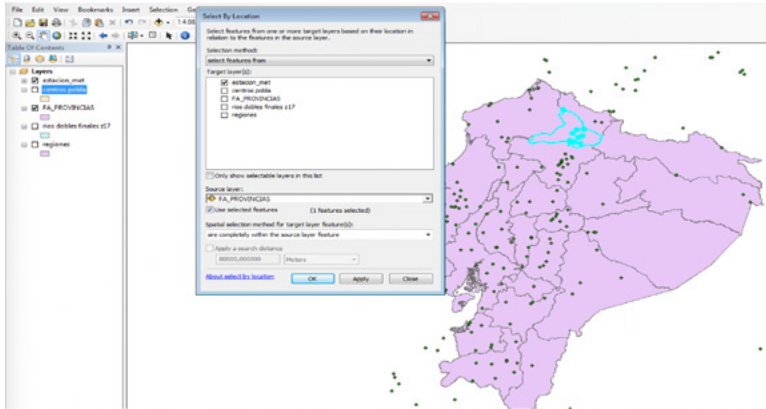 File Edit View Bookmarks Insert Selection
Table Of Contents
Layers
estacion_met
centros pobla
FA_PROVINCIAS
rios dobles finales z17
regiones
Select By Location
Select features from one or more target layers based on their location in
relation to the features in the source layer.
Selection method:
select features from
Target layer(s):
estacion_met
centros pobla
FA_PROVINCIAS
rios dobles finales z17
regiones
Only show selectable layers in this list
Source layer:
FA_PROVINCIAS
Use selected features (1 features selected)
Spatial selection method for target layer feature(s):
are completely within the source layer feature
Apply a search distance
80000,000000 Meters
About select by location OK Apply Close